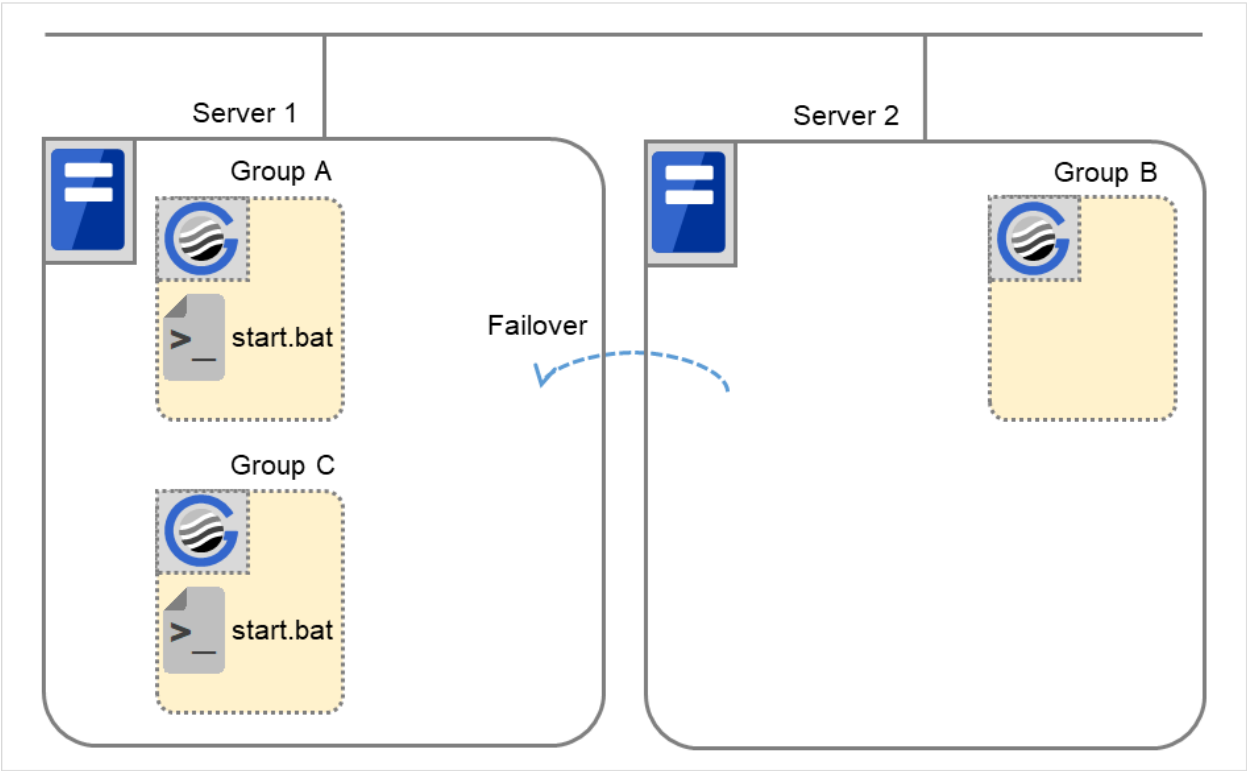 Server 1
Server 2
Group A
Group B
start.bat
Failover
Group C
start.bat